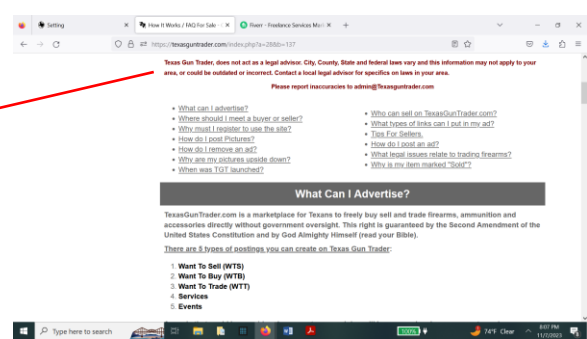 Setting
How It Works / FAQ For Sale -
Fiverr - Freelance Services Mark
https://texasguntrader.com/index.php?a=28&b=137
Texas Gun Trader, does not act as a legal advisor. City, County, State and federal laws vary and this information may not apply to your
area, or could be outdated or incorrect. Contact a local legal advisor for specifics on laws in your area.
Please report inaccuracies to admin@Texasguntrader.com
What can I advertise?
Where should I meet a buyer or seller?
Why must I register to use the site?
How do I post Pictures?
How do I remove an ad?
Why are my pictures upside down?
When was TGT launched?
Who can sell on TexasGunTrader.com?
What types of links can I put in my ad?
Tips For Sellers.
How do I post an ad?
What legal issues relate to trading firearms?
Why is my item marked "Sold"?
What Can I Advertise?
TexasGunTrader.com is a marketplace for Texans to freely buy sell and trade firearms, ammunition and
accessories directly without government oversight. This right is guaranteed by the Second Amendment of the
United States Constitution and by God Almighty Himself (read your Bible).
There are 5 types of postings you can create on Texas Gun Trader:
1. Want To Sell (WTS)
2. Want To Buy (WTB)
3. Want To Trade (WTT)
4. Services
5. Events
Type here to search
100%
74°F Clear
8:07 PM
11/7/2023